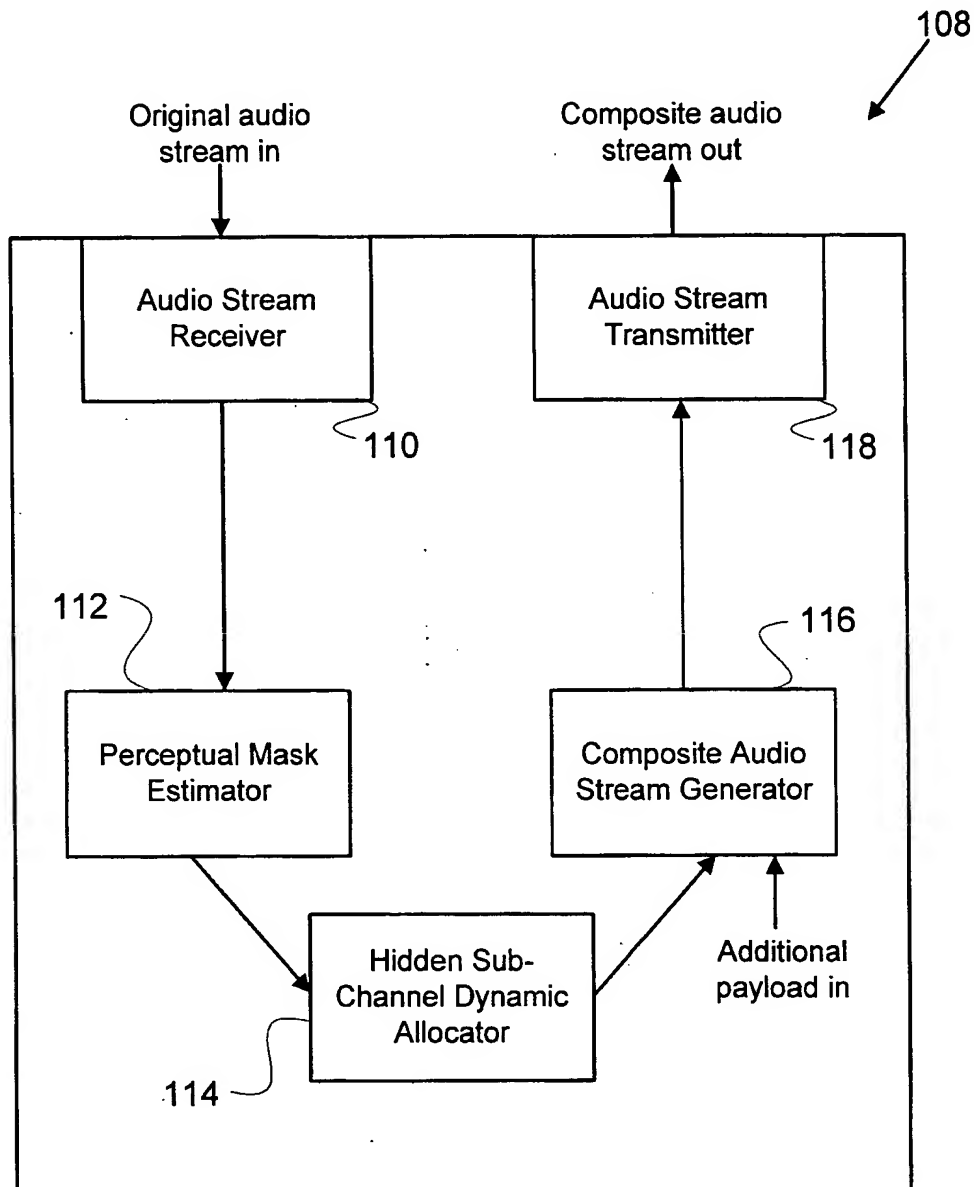 108
Original audio
stream in
Composite audio
stream out
Audio Stream
Receiver
Audio Stream
Transmitter
110
118
112
116
Perceptual Mask
Estimator
Composite Audio
Stream Generator
Hidden Sub-
Channel Dynamic
Allocator
Additional
payload in
114